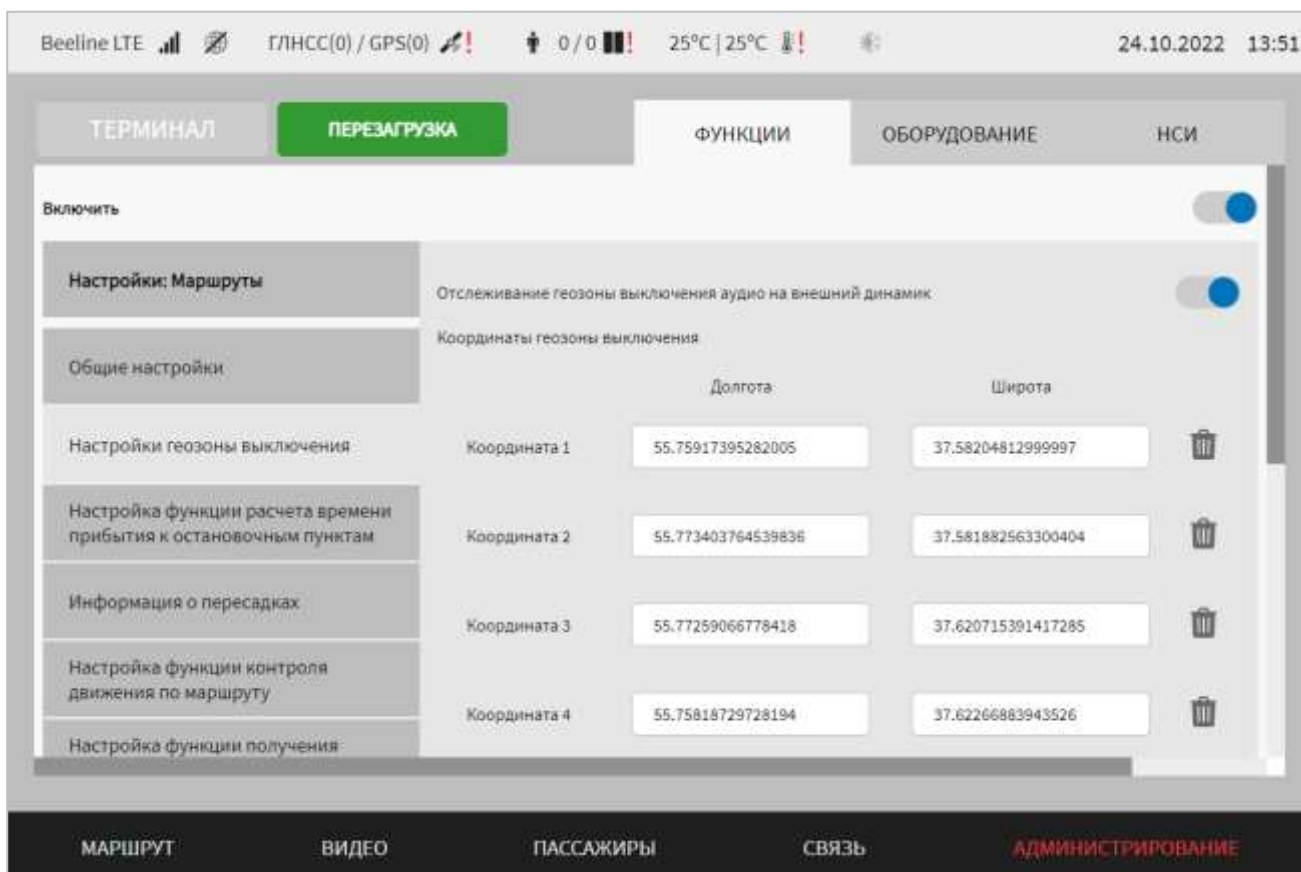 Beeline LTE ГЛНСС(0) / GPS(0) ! 0 / 0 ! 25°C | 25°C ! 24.10.2022 13:51
ТЕРМИНАЛ ПЕРЕЗАГРУЗКА ФУНКЦИИ ОБОРУДОВАНИЕ НСИ
Включить
Настройки: Маршруты
Отслеживание геозоны выключения аудио на внешний динамик
Координаты геозоны выключения
Общие настройки
Долгота Широта
Настройки геозоны выключения Координата 1 55.75917395282005 37.58204812999997
Настройка функции расчета времени
прибытия к остановочным пунктам
Координата 2 55.773403764539836 37.581882563300404
Информация о пересадках
Координата 3 55.77259066778418 37.620715391417285
Настройка функции контроля
движения по маршруту
Координата 4 55.75818729728194 37.62266883943526
Настройка функции получения
МАРШРУТ ВИДЕО ПАССАЖИРЫ СВЯЗЬ АДМИНИСТРИРОВАНИЕ